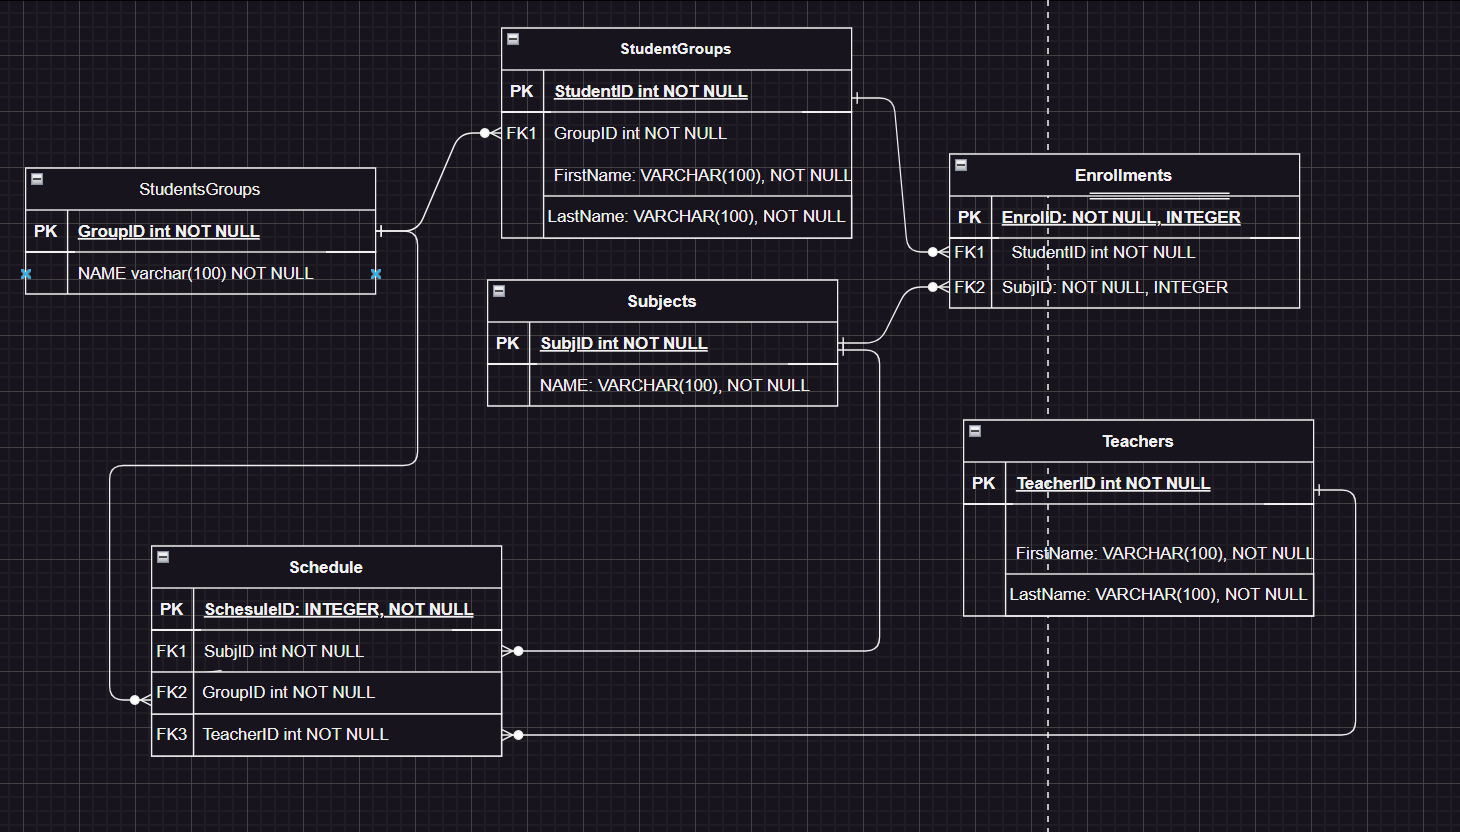 StudentGroups
PK StudentID int NOT NULL
FK1 GroupID int NOT NULL
FirstName: VARCHAR(100), NOT NULL
LastName: VARCHAR(100), NOT NULL
StudentsGroups
PK GroupID int NOT NULL
NAME varchar(100) NOT NULL
Enrollments
PK EnrolID: NOT NULL, INTEGER
FK1 StudentID int NOT NULL
FK2 SubjID: NOT NULL, INTEGER
Subjects
PK SubjID int NOT NULL
NAME: VARCHAR(100), NOT NULL
Teachers
PK TeacherID int NOT NULL
FirstName: VARCHAR(100), NOT NULL
LastName: VARCHAR(100), NOT NULL
Schedule
PK SchesuleID: INTEGER, NOT NULL
FK1 SubjID int NOT NULL
FK2 GroupID int NOT NULL
FK3 TeacherID int NOT NULL